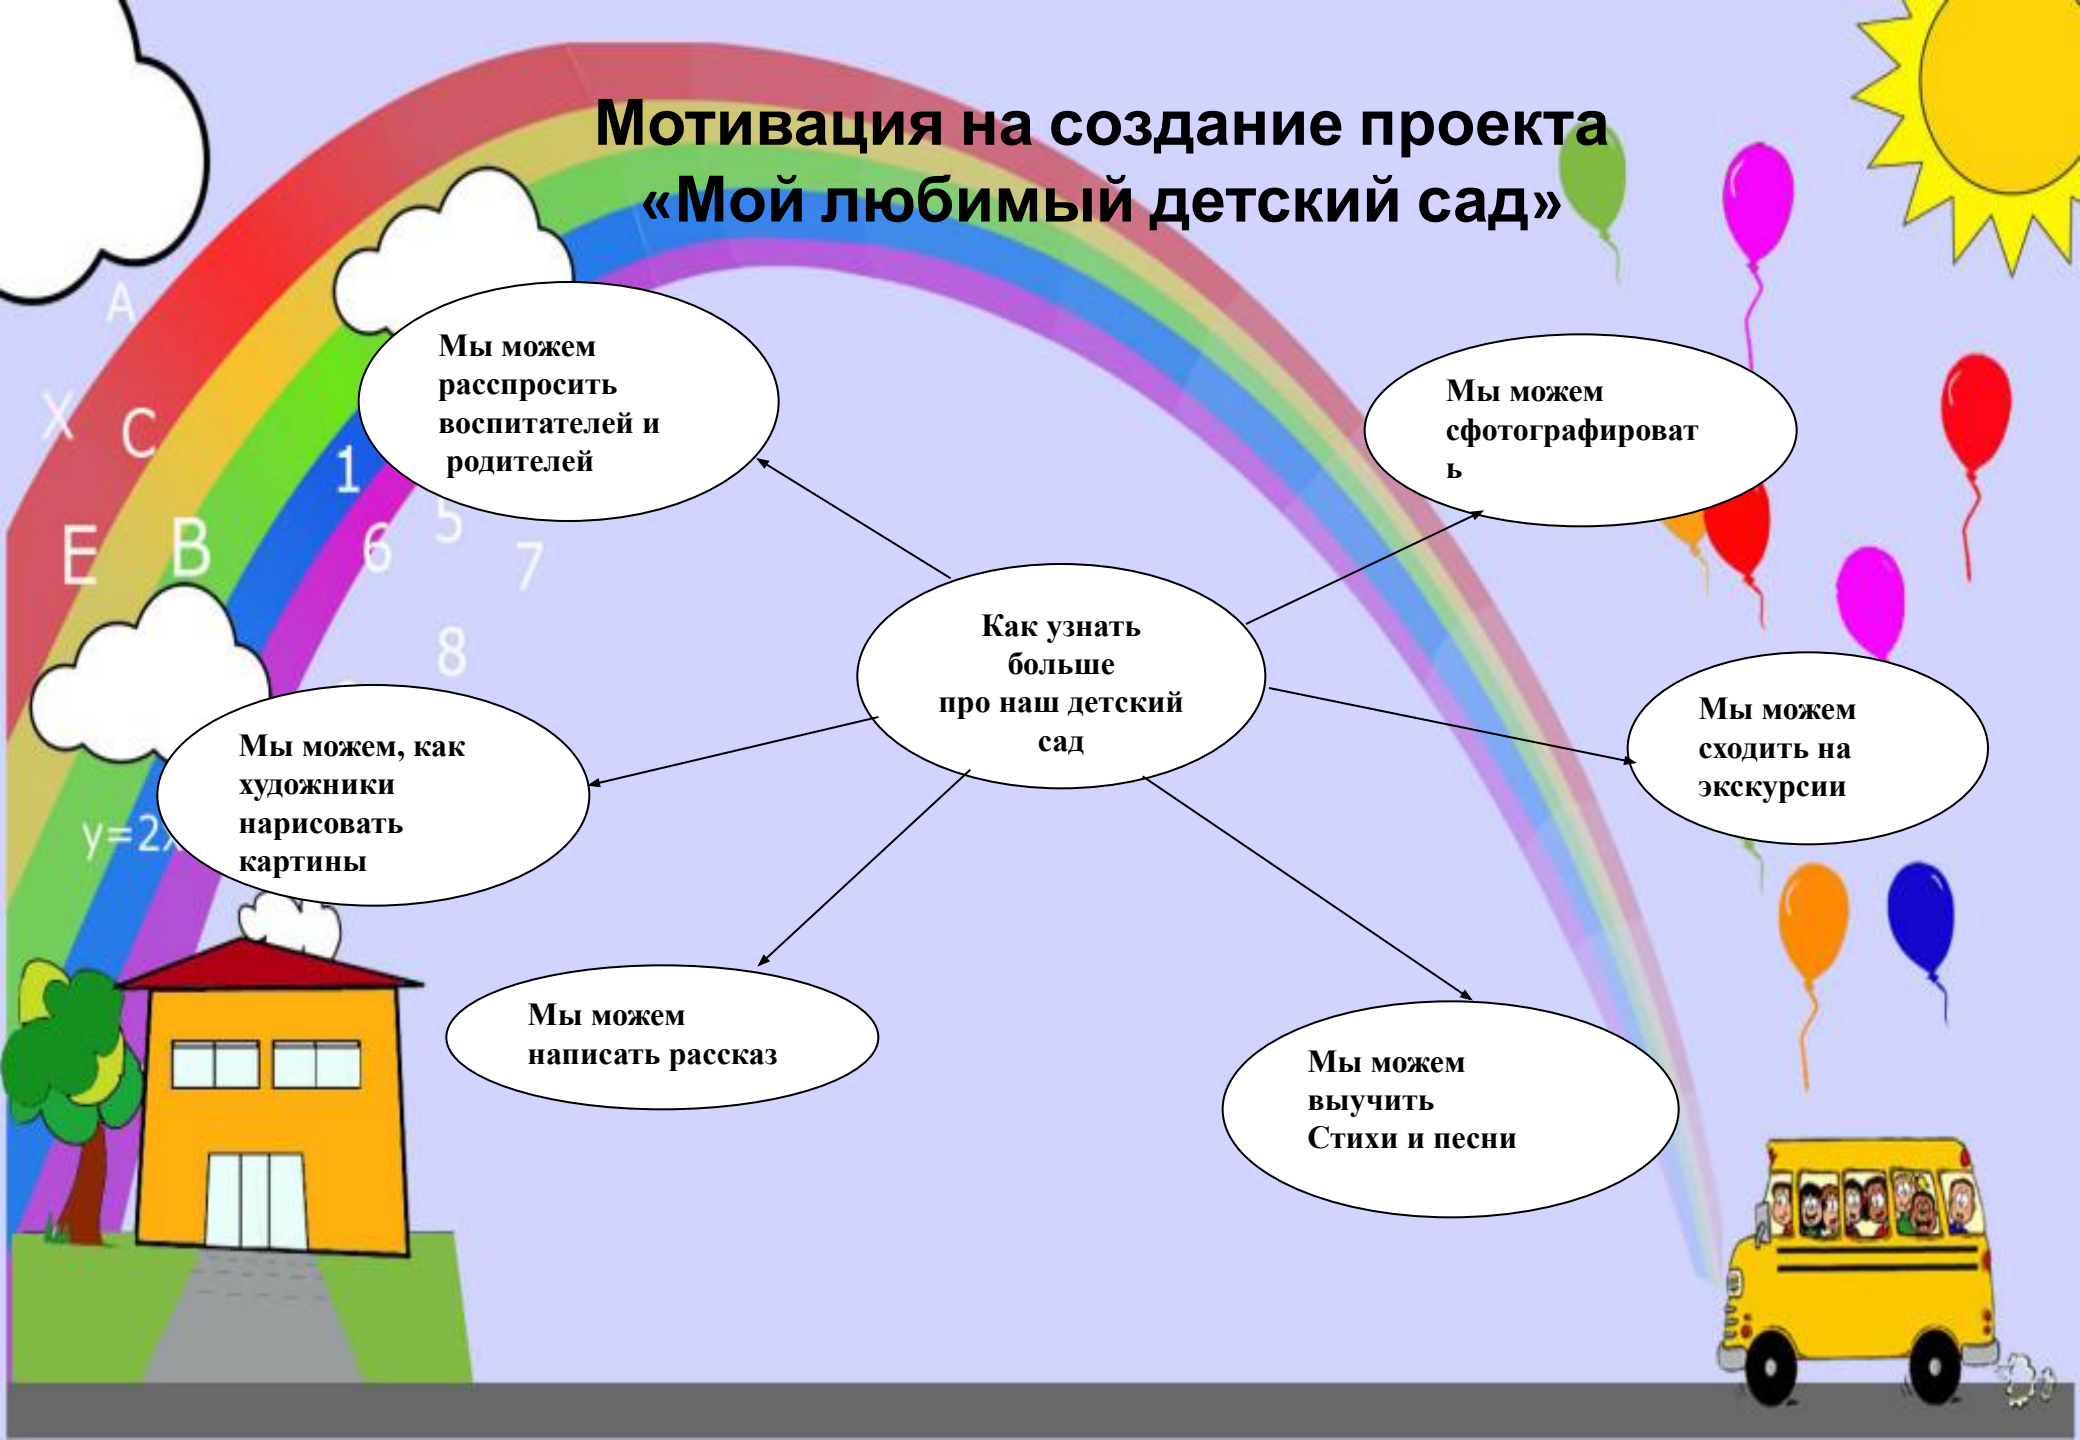 Мотивация на создание проекта
«Мой любимый детский сад»
Мы можем
расспросить
воспитателей и
родителей
Мы можем
сфотографироват
ь
Как узнать
больше
про наш детский
сад
Мы можем
сходить на
экскурсии
Мы можем, как
художники
нарисовать
картины
Мы можем
написать рассказ
Мы можем
выучить
Стихи и песни
A
X
C
1
E
B
6
5
7
8